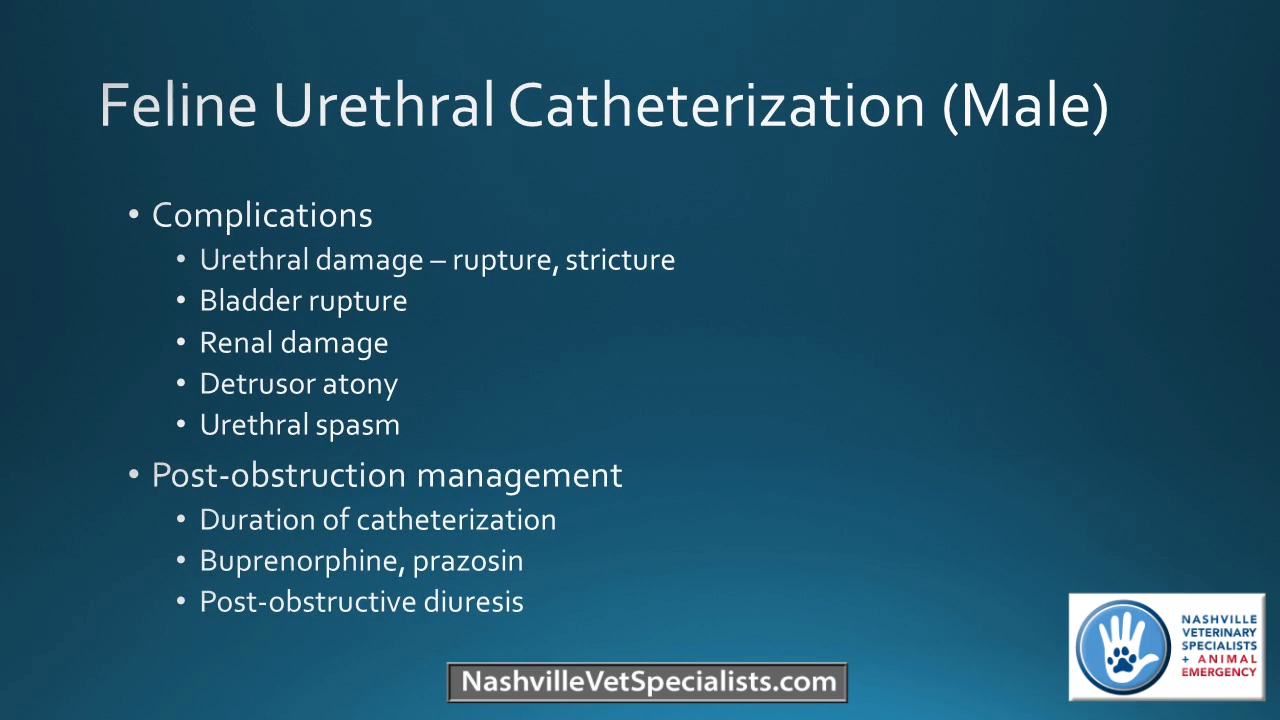 Feline Urethral Catheterization (Male)
• Complications
• Urethral damage – rupture, stricture
• Bladder rupture
• Renal damage
• Detrusor atony
• Urethral spasm
• Post-obstruction management
• Duration of catheterization
• Buprenorphine, prazosin
• Post-obstructive diuresis
NASHVILLE
VETERINARY
SPECIALISTS
+ ANIMAL
EMERGENCY
NashvilleVetSpecialists.com